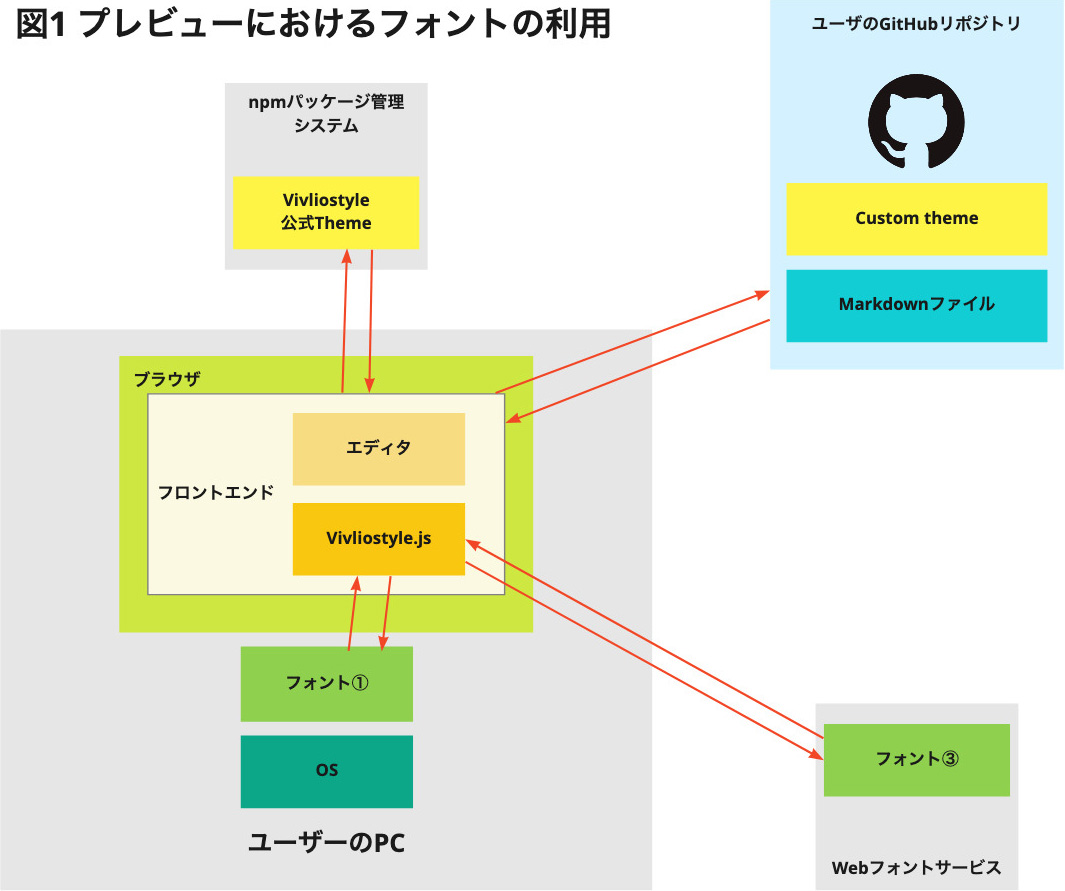 図1 プレビューにおけるフォントの利用
ユーザのGitHubリポジトリ
npmパッケージ管理
システム
Vivliostyle
公式Theme
Custom theme
Markdownファイル
ブラウザ
エディタ
フロントエンド
Vivliostyle.js
フォント①
OS
ユーザーのPC
フォント③
Webフォントサービス